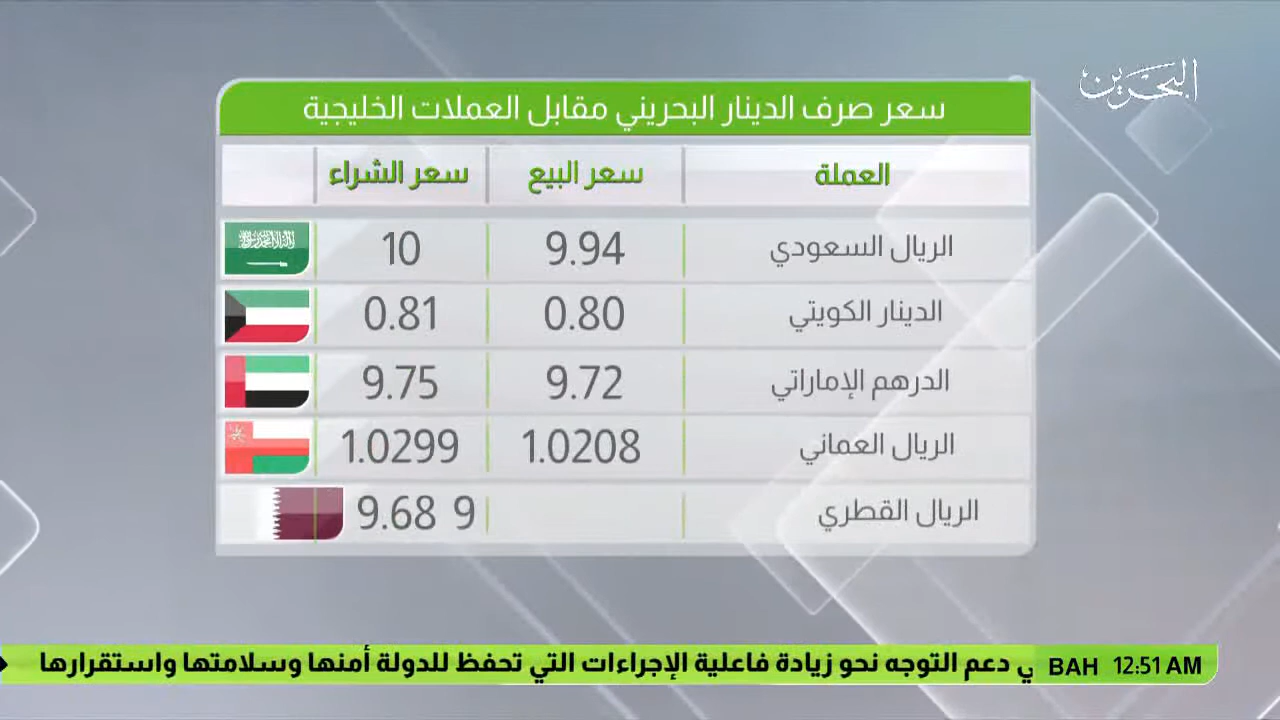 البحرين
سعر صرف الدينار البحريني مقابل العملات الخليجية
العملة سعر البيع سعر الشراء
الريال السعودي 9.94 10
الدينار الكويتي 0.80 0.81
الدرهم الإماراتي 9.72 9.75
الريال العماني 1.0208 1.0299
الريال القطري 9.68 9
BAH 12:51 AM
ي دعم التوجه نحو زيادة فاعلية الإجراءات التي تحفظ للدولة أمنها وسلامتها واستقرارها